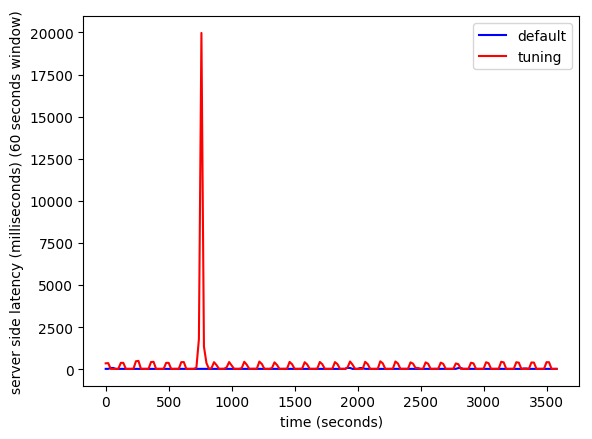 server side latency (milliseconds) (60 seconds window)
20000
17500
15000
12500
10000
7500
5000
2500
0
default
tuning
0 500 1000 1500 2000 2500 3000 3500
time (seconds)